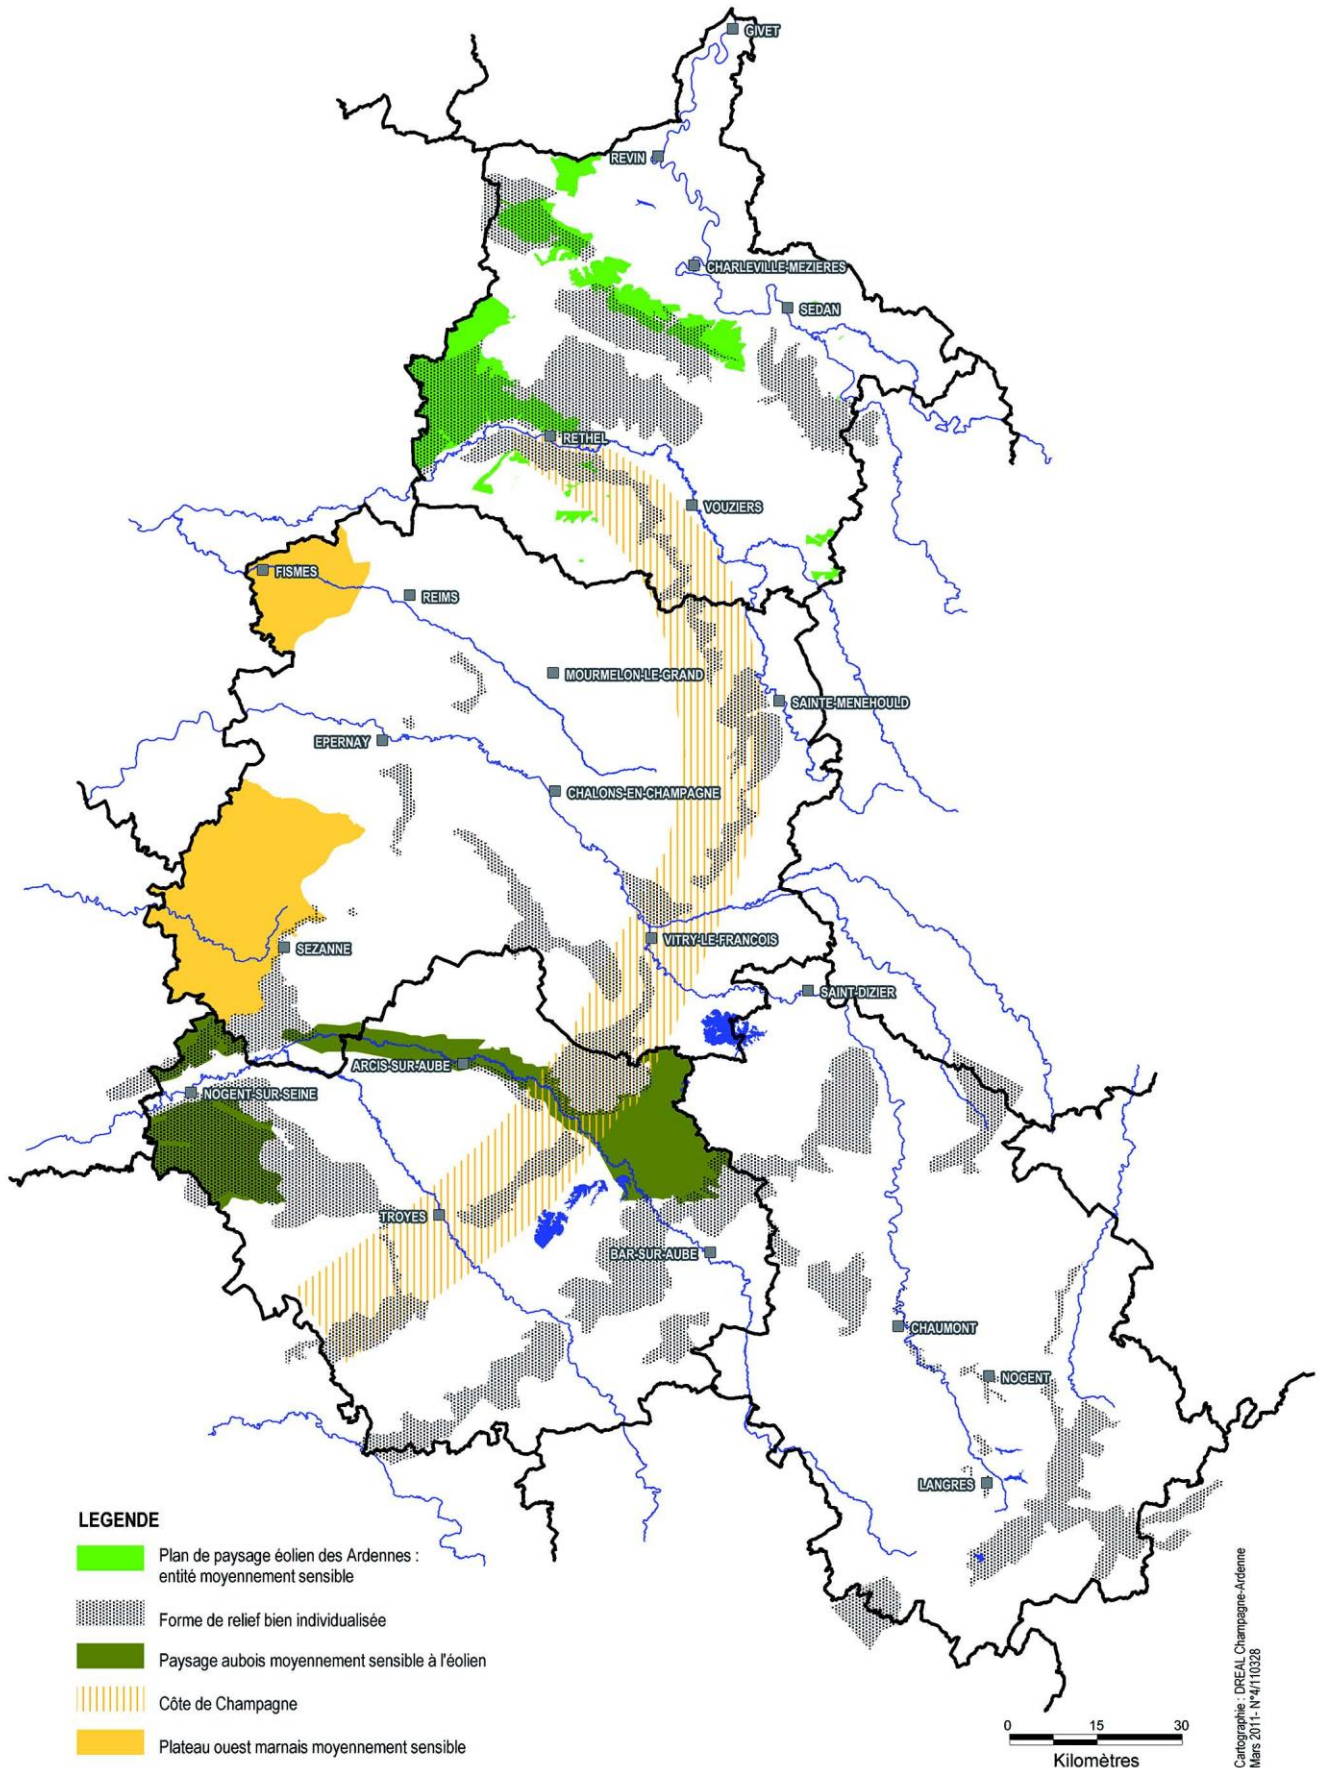 GIVET
REVIN
CHARLEVILLE-MEZIERES
SEDAN
RETHEL
VOUZIERS
FISMES
REIMS
MOURMELON-LE-GRAND
SAINTE-MENEHOULD
EPERNAY
CHALONS-EN-CHAMPAGNE
VITRY-LE-FRANCOIS
SEZANNE
SAINT-DIZIER
ARCIS-SUR-AUBE
NOGENT-SUR-SEINE
TROYES
BAR-SUR-AUBE
CHAUMONT
NOGENT
LANGRES
LEGENDE
Plan de paysage éolien des Ardennes :
entité moyennement sensible
Forme de relief bien individualisée
Paysage aubois moyennement sensible à l'éolien
Côte de Champagne
Plateau ouest marnais moyennement sensible
0 15 30
Kilomètres
Cartographie : DREAL Champagne-Ardenne
Mars 2011- N°4/110328